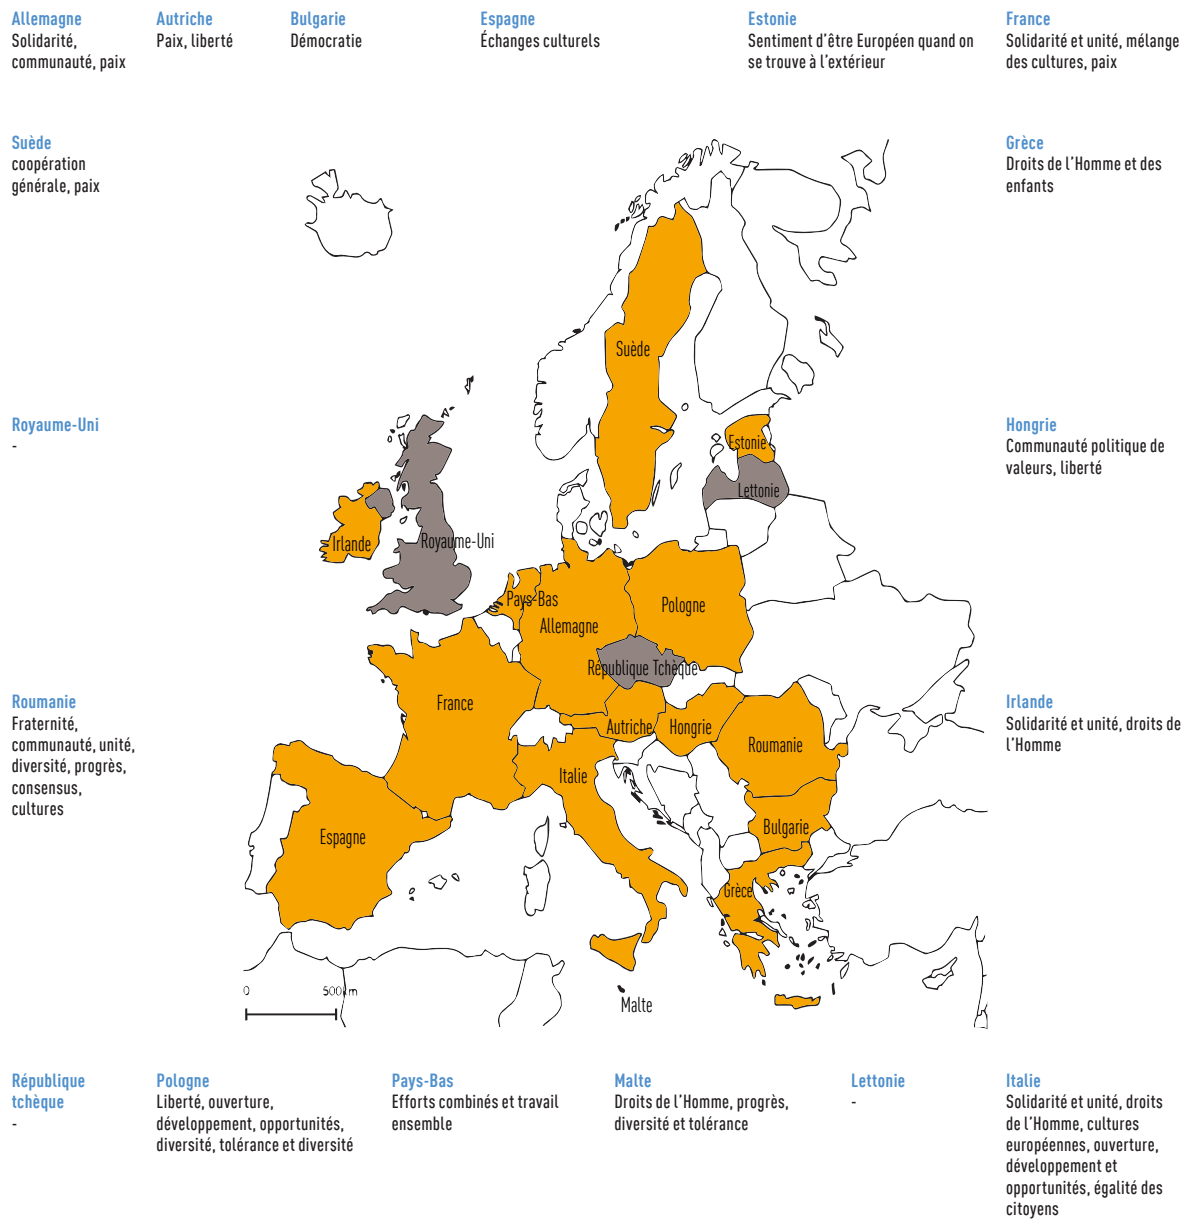 Allemagne
Solidarité,
communauté, paix
Autriche
Paix, liberté
Bulgarie
Démocratie
Espagne
Échanges culturels
Estonie
Sentiment d'être Européen quand on
se trouve à l'extérieur
France
Solidarité et unité, mélange
des cultures, paix
Suède
coopération
générale, paix
Grèce
Droits de l'Homme et des
enfants
Royaume-Uni
-
Hongrie
Communauté politique de
valeurs, liberté
Roumanie
Fraternité,
communauté, unité,
diversité, progrès,
consensus,
cultures
Irlande
Solidarité et unité, droits de
l'Homme
Suède
Estonie
Lettonie
Irlande
Royaume-Uni
Pays-Bas
Allemagne
Pologne
République Tchèque
France
Autriche
Hongrie
Roumanie
Italie
Espagne
Bulgarie
Grèce
Malte
0
500km
République
tchèque
-
Pologne
Liberté, ouverture,
développement, opportunités,
diversité, tolérance et diversité
Pays-Bas
Efforts combinés et travail
ensemble
Malte
Droits de l'Homme, progrès,
diversité et tolérance
Lettonie
-
Italie
Solidarité et unité, droits
de l'Homme, cultures
européennes, ouverture,
développement et
opportunités, égalité des
citoyens